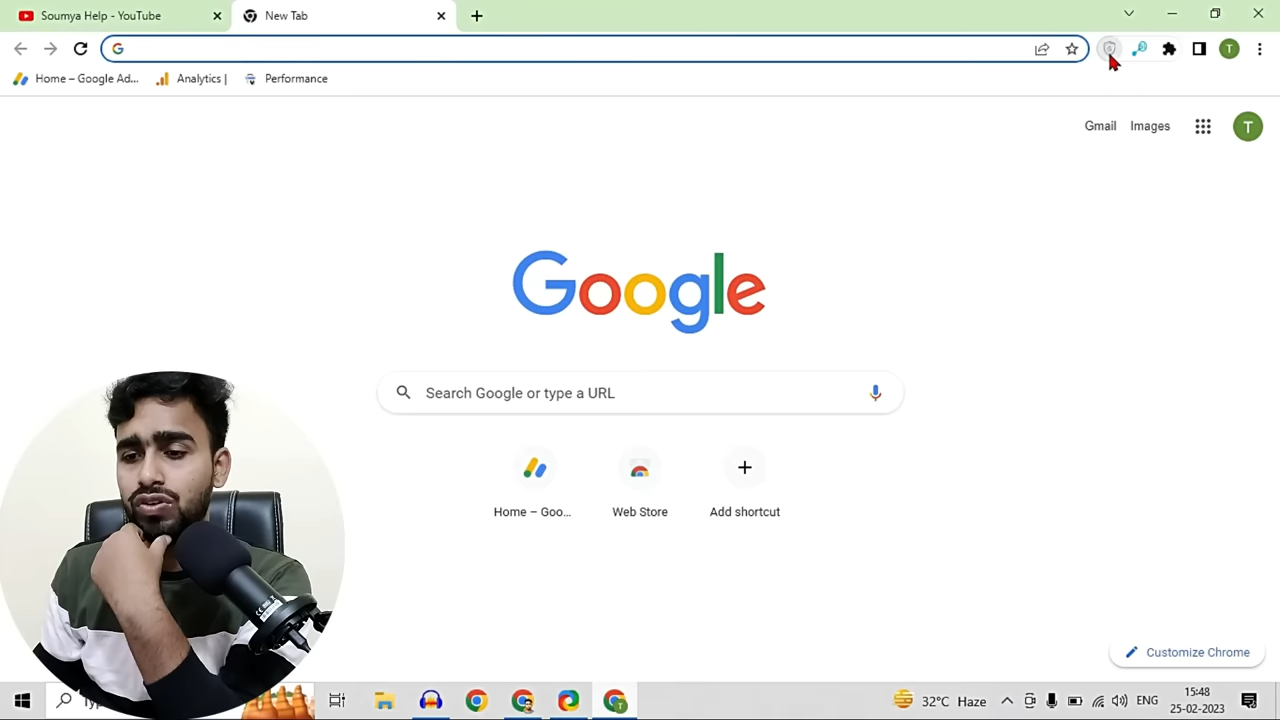 Soumya Help - YouTube
New Tab
Home – Google Ad...
Analytics |
Performance
T
Gmail
Images
T
Google
Search Google or type a URL
Home – Goo...
Web Store
Add shortcut
Customize Chrome
32°C Haze
ENG
15:48
25-02-2023